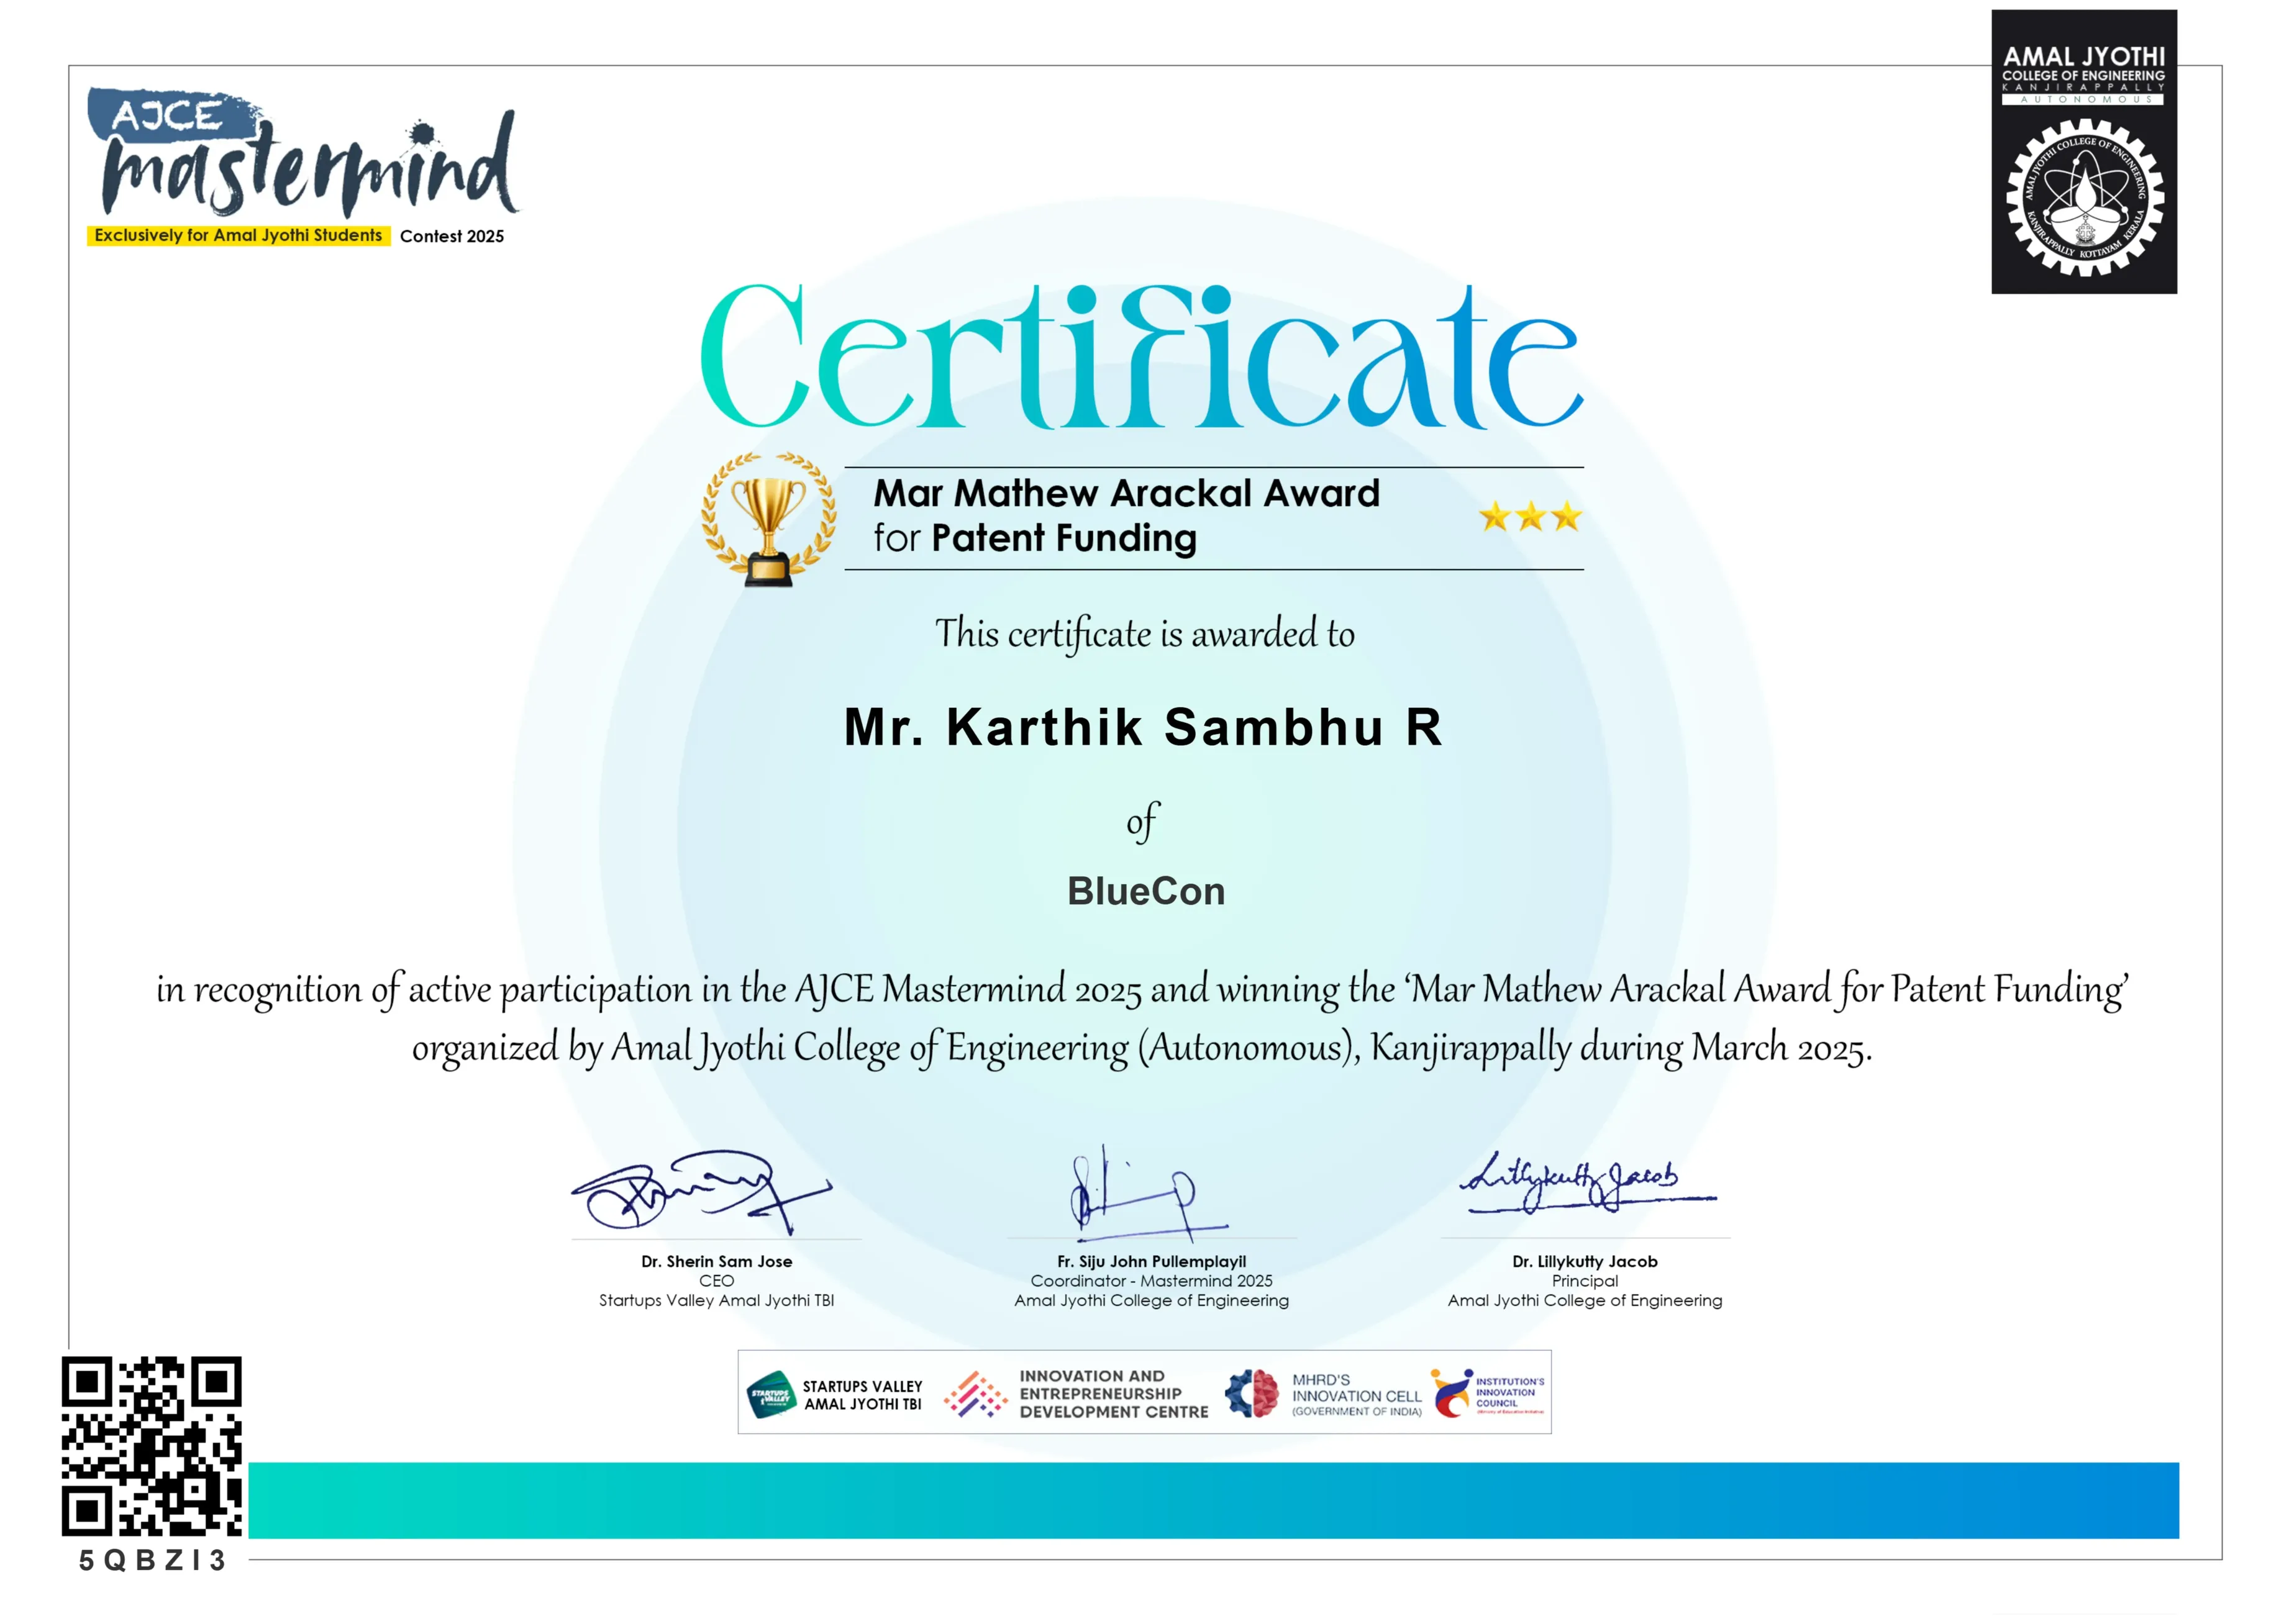 AJCE
mastermind
Exclusively for Amal Jyothi Students Contest 2025
AMAL JYOTHI
COLLEGE OF ENGINEERING
KANJIRAPPALLY
AUTONOMOUS
AMAL JYOTHI COLLEGE OF ENGINEERING
KANJIRAPPALLY KOTTAYAM KERALA
Certificate
Mar Mathew Arackal Award
for Patent Funding
This certificate is awarded to
Mr. Karthik Sambhu R
of
BlueCon
in recognition of active participation in the AJCE Mastermind 2025 and winning the ‘Mar Mathew Arackal Award for Patent Funding’
organized by Amal Jyothi College of Engineering (Autonomous), Kanjirappally during March 2025.
Lillykutty Jacob
Dr. Sherin Sam Jose
CEO
Startups Valley Amal Jyothi TBI
Fr. Siju John Pullemplayil
Coordinator - Mastermind 2025
Amal Jyothi College of Engineering
Dr. Lillykutty Jacob
Principal
Amal Jyothi College of Engineering
STARTUPS VALLEY
STARTUPS VALLEY
AMAL JYOTHI TBI
INNOVATION AND
ENTREPRENEURSHIP
DEVELOPMENT CENTRE
MHRD'S
INNOVATION CELL
(GOVERNMENT OF INDIA)
INSTITUTION'S
INNOVATION
COUNCIL
(Ministry of Education Initiative)
5QBZI3